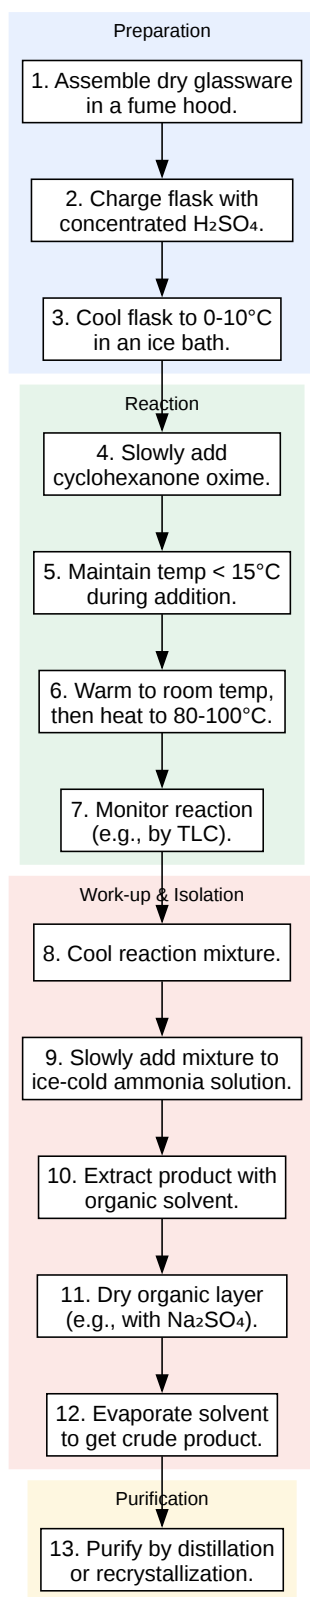 Preparation
1. Assemble dry glassware
in a fume hood.
2. Charge flask with
concentrated H₂SO₄.
3. Cool flask to 0-10°C
in an ice bath.
Reaction
4. Slowly add
cyclohexanone oxime.
5. Maintain temp < 15°C
during addition.
6. Warm to room temp,
then heat to 80-100°C.
7. Monitor reaction
(e.g., by TLC).
Work-up & Isolation
8. Cool reaction mixture.
9. Slowly add mixture to
ice-cold ammonia solution.
10. Extract product with
organic solvent.
11. Dry organic layer
(e.g., with Na₂SO₄).
12. Evaporate solvent
to get crude product.
Purification
13. Purify by distillation
or recrystallization.